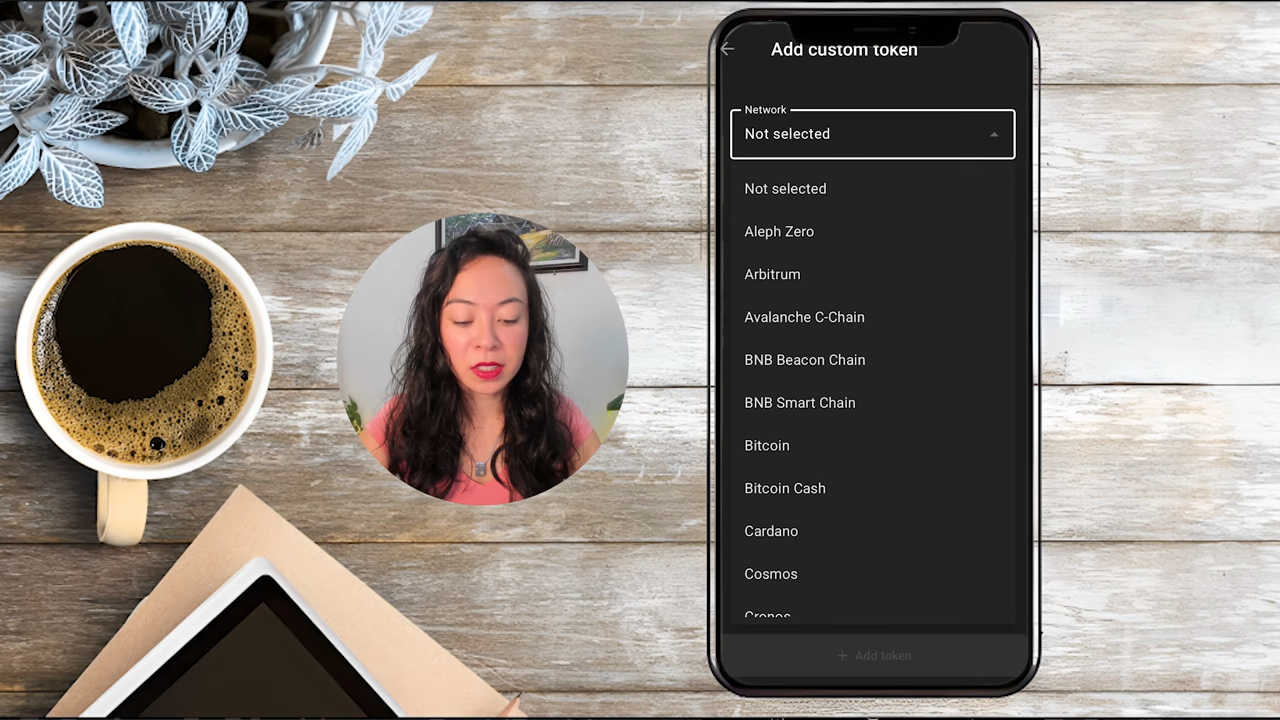 Add custom token
Network
Not selected
Not selected
Aleph Zero
Arbitrum
Avalanche C-Chain
BNB Beacon Chain
BNB Smart Chain
Bitcoin
Bitcoin Cash
Cardano
Cosmos
Cronos
+ Add token